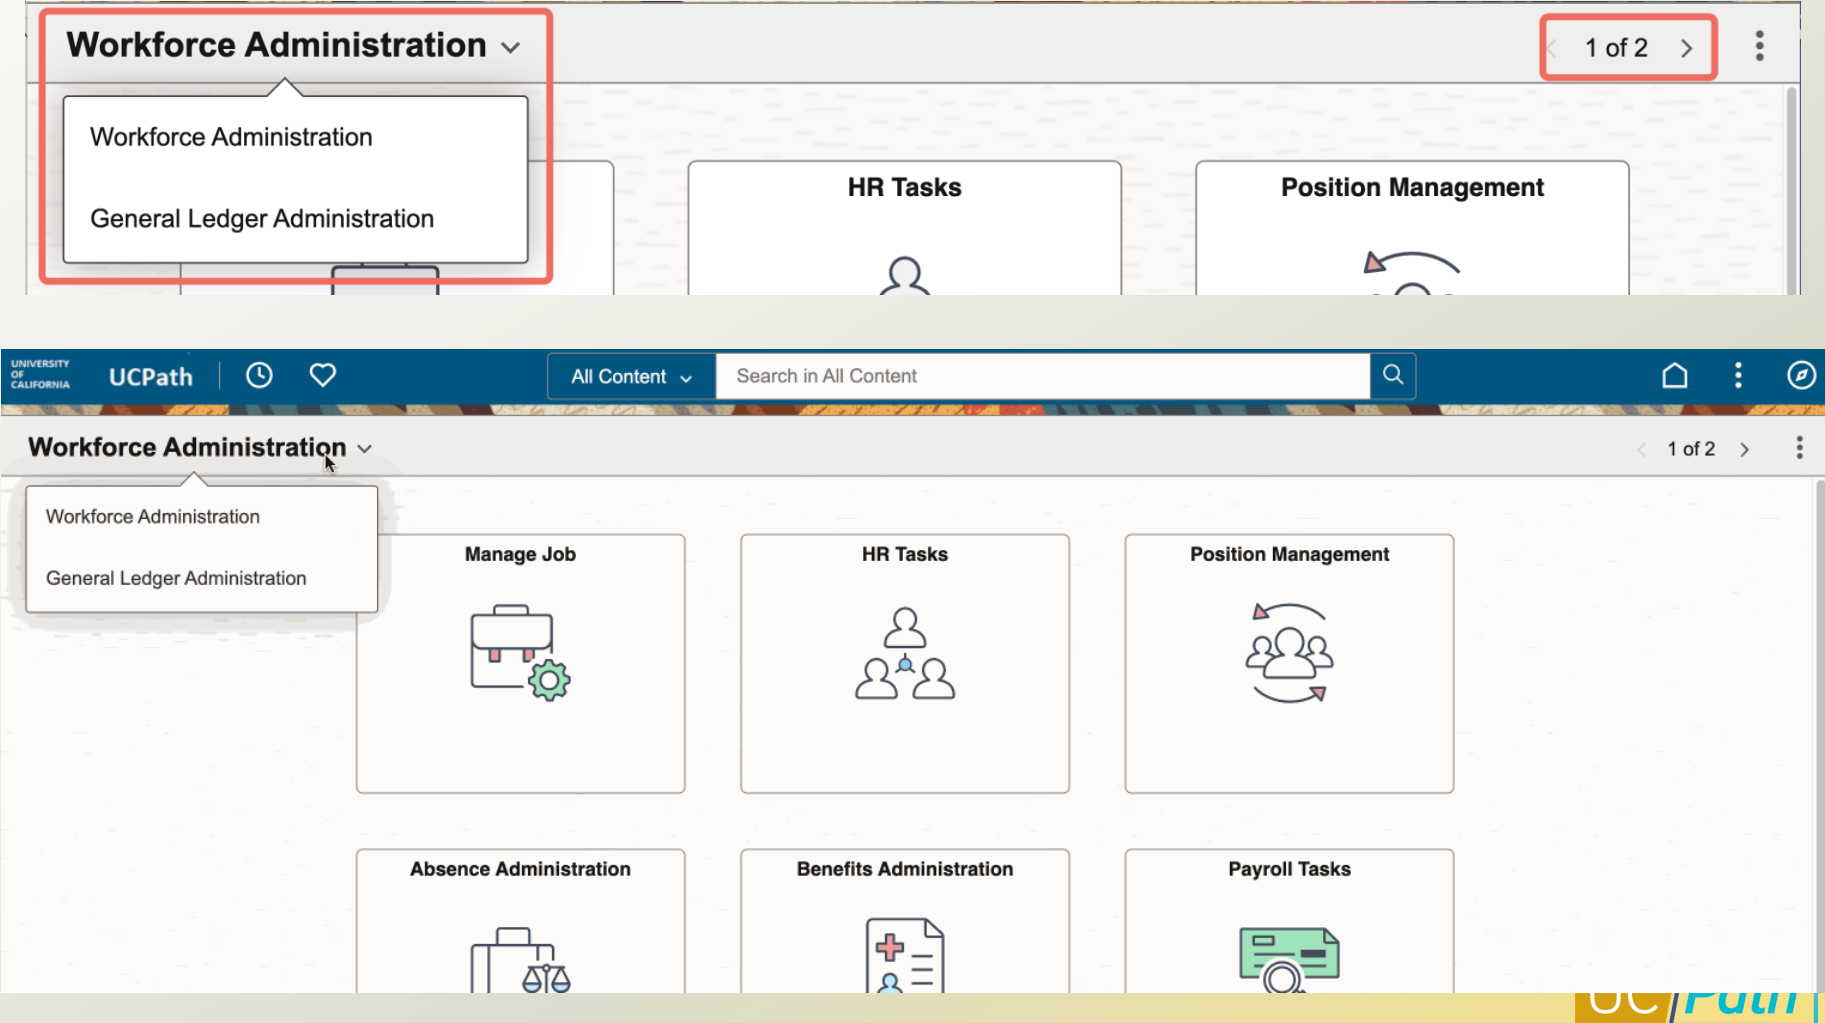 Workforce Administration
1 of 2
Workforce Administration
General Ledger Administration
HR Tasks
Position Management
UNIVERSITY
OF
CALIFORNIA
UCPath
All Content
Search in All Content
Workforce Administration
1 of 2
Workforce Administration
General Ledger Administration
Manage Job
HR Tasks
Position Management
Absence Administration
Benefits Administration
Payroll Tasks
UC Path